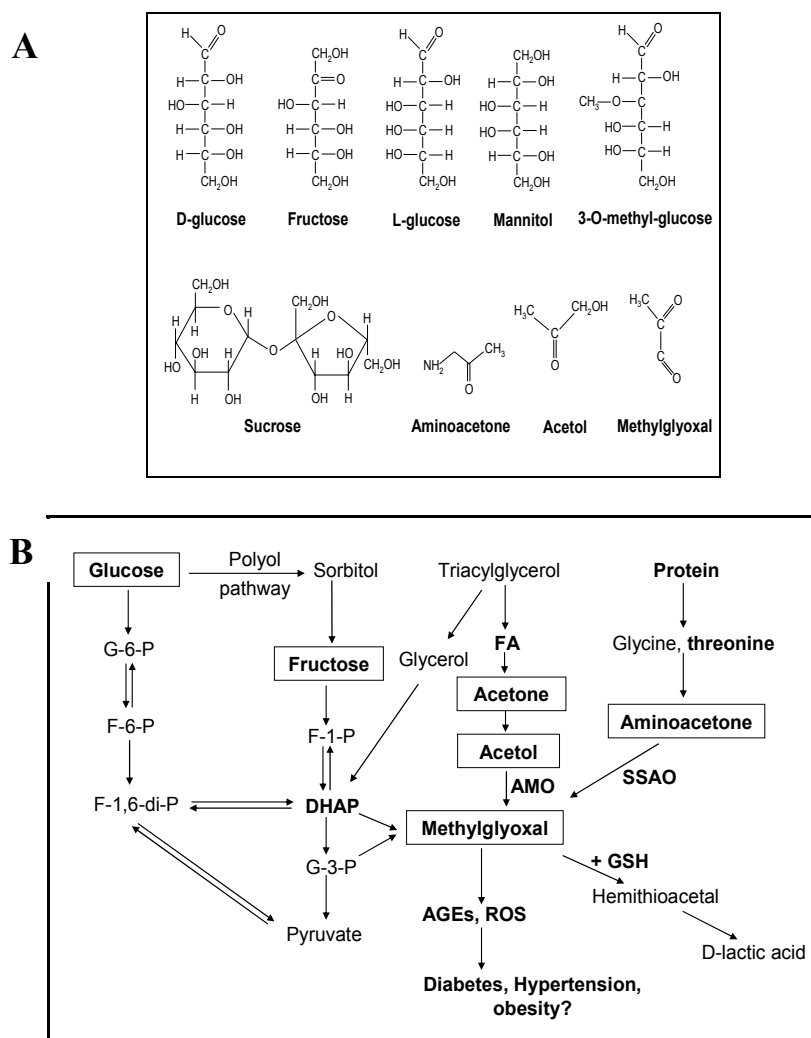 A
H O
C
H—C—OH
HO—C—H
H—C—OH
H—C—OH
CH2OH
D-glucose
CH2OH
C=O
HO—C—H
H—C—OH
H—C—OH
CH2OH
Fructose
H O
C
H—C—OH
HO—C—H
HO—C—H
HO—C—H
CH2OH
L-glucose
CH2OH
H—C—OH
HO—C—H
HO—C—H
H—C—OH
CH2OH
Mannitol
H O
C
H—C—OH
CH3—O—C
HO—C—H
HO—C—H
CH2OH
3-O-methyl-glucose
CH2OH
H O H
H
H OH H
HO
H OH
O
CH2OH
O
H HO H
CH2OH
OH H
Sucrose
NH2 CH3
O
Aminoacetone
H3C CH2OH
C
O
Acetol
H3C O
C
C
O
Methylglyoxal
B
Glucose
Polyol
pathway
Sorbitol
Triacylglycerol
Protein
G-6-P
Fructose
Glycerol
FA
Glycine, threonine
Acetone
F-6-P
F-1-P
Acetol
Aminoacetone
AMO
SSAO
F-1,6-di-P
DHAP
Methylglyoxal
G-3-P
+ GSH
Hemithioacetal
Pyruvate
AGEs, ROS
D-lactic acid
Diabetes, Hypertension,
obesity?